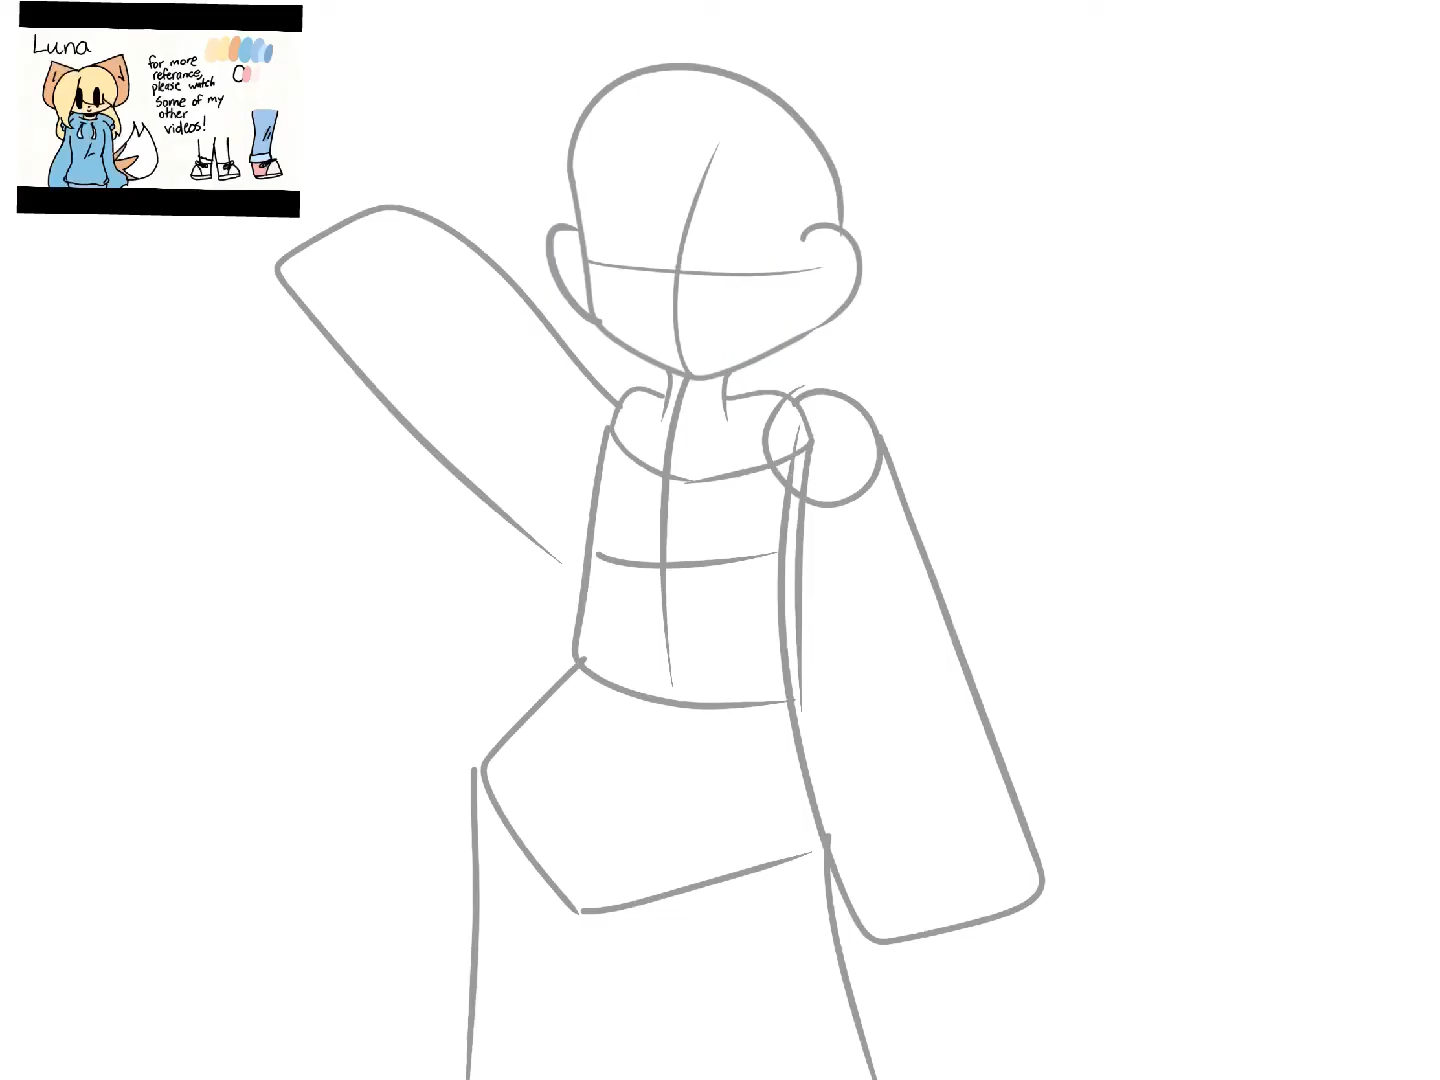 Luna
for more
referance,
please watch
some of my
other
videos!